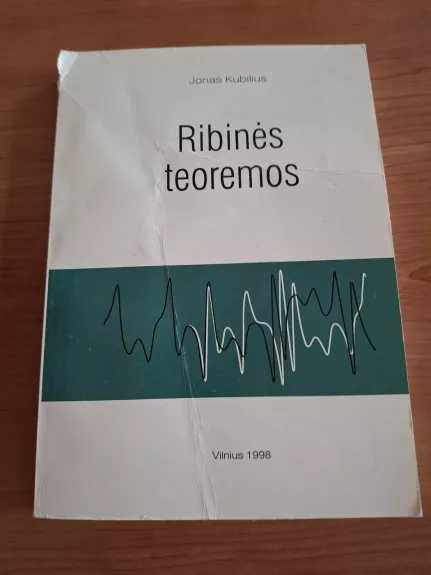 Jonas Kubilius
Ribinės
teoremos
Vilnius 1998